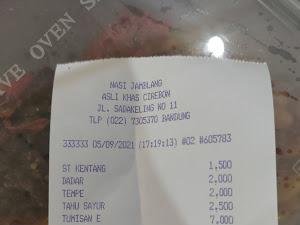 VE OVEN S
NASI JAMBLANG
ASLI KHAS CIREBON
JL. SADAKELING NO 11
TLP (022) 7305370 BANDUNG
333333 05/09/2021 (17:19:13) #02 #605783
ST KENTANG 1,500
DADAR 2,000
TEMPE 2,000
TAHU SAYUR 2,500
TUMISAN E 7,000